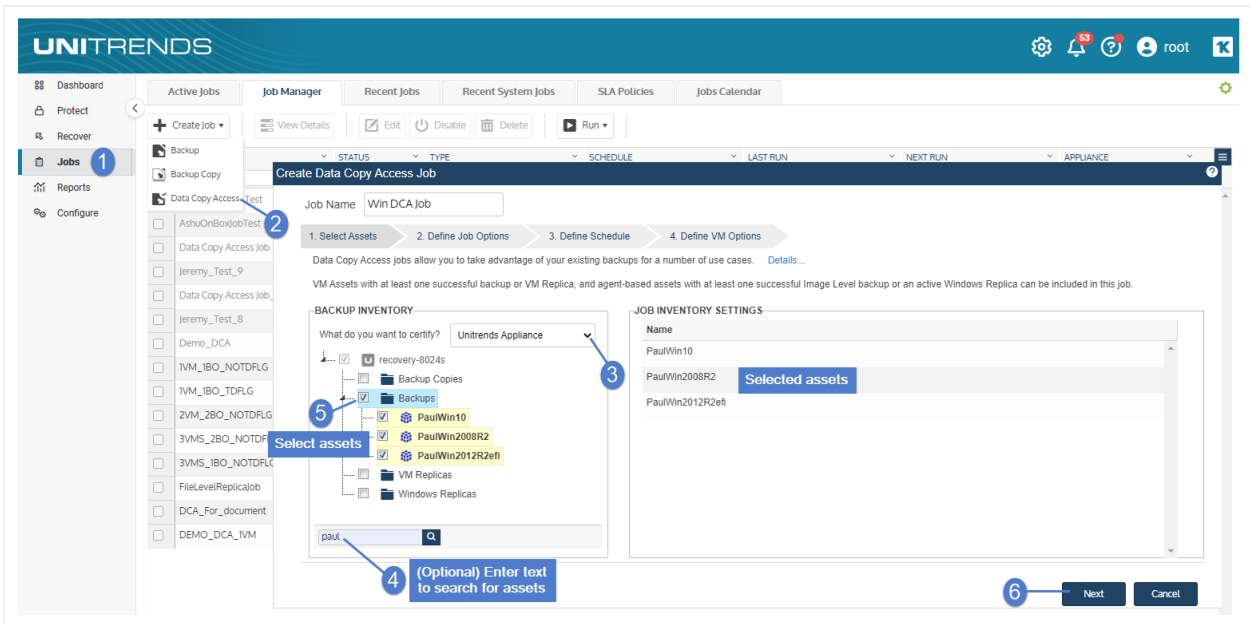 UNITRENDS
53
root
Dashboard
Protect
Recover
Jobs 1
Reports
Configure
Active Jobs Job Manager Recent Jobs Recent System Jobs SLA Policies Jobs Calendar
Create Job View Details Edit Disable Delete Run
Backup
Backup Copy
Data Copy Access
2
STATUS TYPE SCHEDULE LAST RUN NEXT RUN APPLIANCE
Test
AshuOnBoxJobTest
Data Copy Access Job
Jeremy_Test_9
Data Copy Access Job_
Jeremy_Test_8
Demo_DCA
1VM_1BO_NOTDFLG
1VM_1BO_TDFLG
2VM_2BO_NOTDFLG
3VMS_2BO_NOTDF
3VMS_1BO_NOTDFLG
FileLevelReplicaJob
DCA_For_document
DEMO_DCA_1VM
Create Data Copy Access Job
Job Name Win DCA Job
1. Select Assets 2. Define Job Options 3. Define Schedule 4. Define VM Options
Data Copy Access jobs allow you to take advantage of your existing backups for a number of use cases. Details...
VM Assets with at least one successful backup or VM Replica, and agent-based assets with at least one successful Image Level backup or an active Windows Replica can be included in this job.
BACKUP INVENTORY
What do you want to certify? Unitrends Appliance
3
recovery-8024s
Backup Copies
Backups
5
PaulWin10
PaulWin2008R2
Select assets
PaulWin2012R2efi
VM Replicas
Windows Replicas
paul
4
(Optional) Enter text
to search for assets
JOB INVENTORY SETTINGS
Name
PaulWin10
PaulWin2008R2
Selected assets
PaulWin2012R2efi
6
Next Cancel